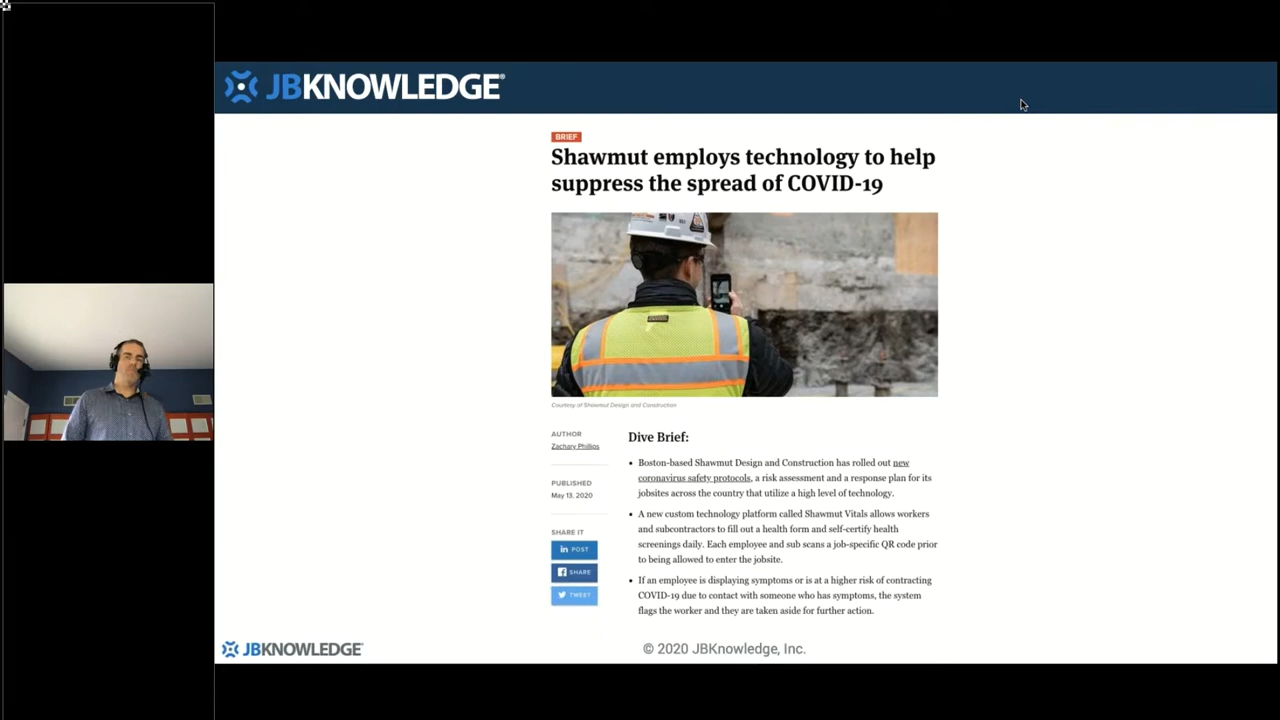 JBKNOWLEDGE®
BRIEF
Shawmut employs technology to help
suppress the spread of COVID-19
Courtesy of Shawmut Design and Construction
AUTHOR
Zachary Phillips
PUBLISHED
May 13, 2020
SHARE IT
in POST
SHARE
TWEET
Dive Brief:
• Boston-based Shawmut Design and Construction has rolled out new
coronavirus safety protocols, a risk assessment and a response plan for its
jobsites across the country that utilize a high level of technology.
• A new custom technology platform called Shawmut Vitals allows workers
and subcontractors to fill out a health form and self-certify health
screenings daily. Each employee and sub scans a job-specific QR code prior
to being allowed to enter the jobsite.
• If an employee is displaying symptoms or is at a higher risk of contracting
COVID-19 due to contact with someone who has symptoms, the system
flags the worker and they are taken aside for further action.
JBKNOWLEDGE
© 2020 JBKnowledge, Inc.